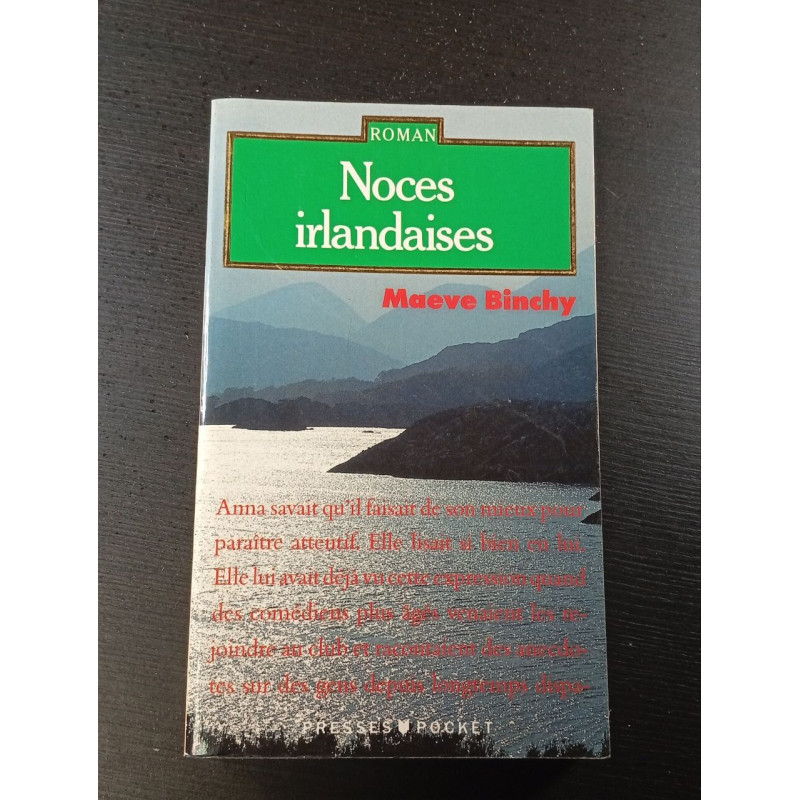 ROMAN
Noces
irlandaises
Maeve Binchy
Anna savait qu'il faisait de son mieux pour
paraître attentif. Elle lisait si bien en lui.
Elle lui avait déjà vu cette expression quand
des comédiens plus âgés venaient les re-
joindre au club et racontaient des anecdo-
tes sur des gens depuis longtemps dispa-
PRESSES POCKET